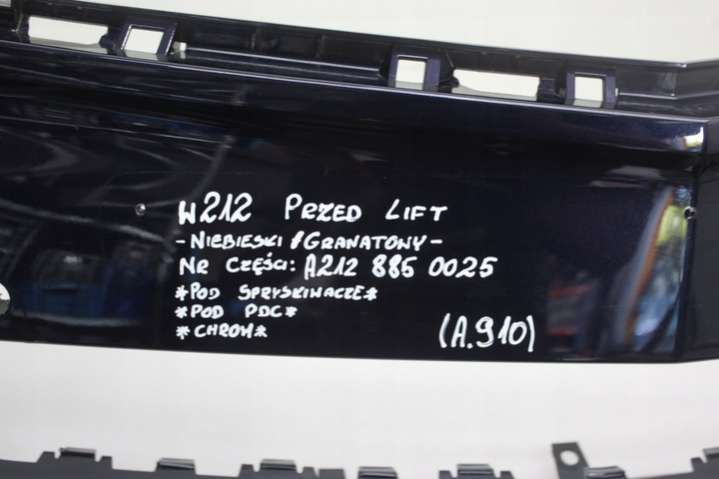 W212 PRZED LIFT
- NIEBIESKI/GRANATOWY -
NR CZĘŚCI: A212 885 0025
*POD SPRYSKIWACZE*
*POD PDC*
*CHROM*
(A.910)